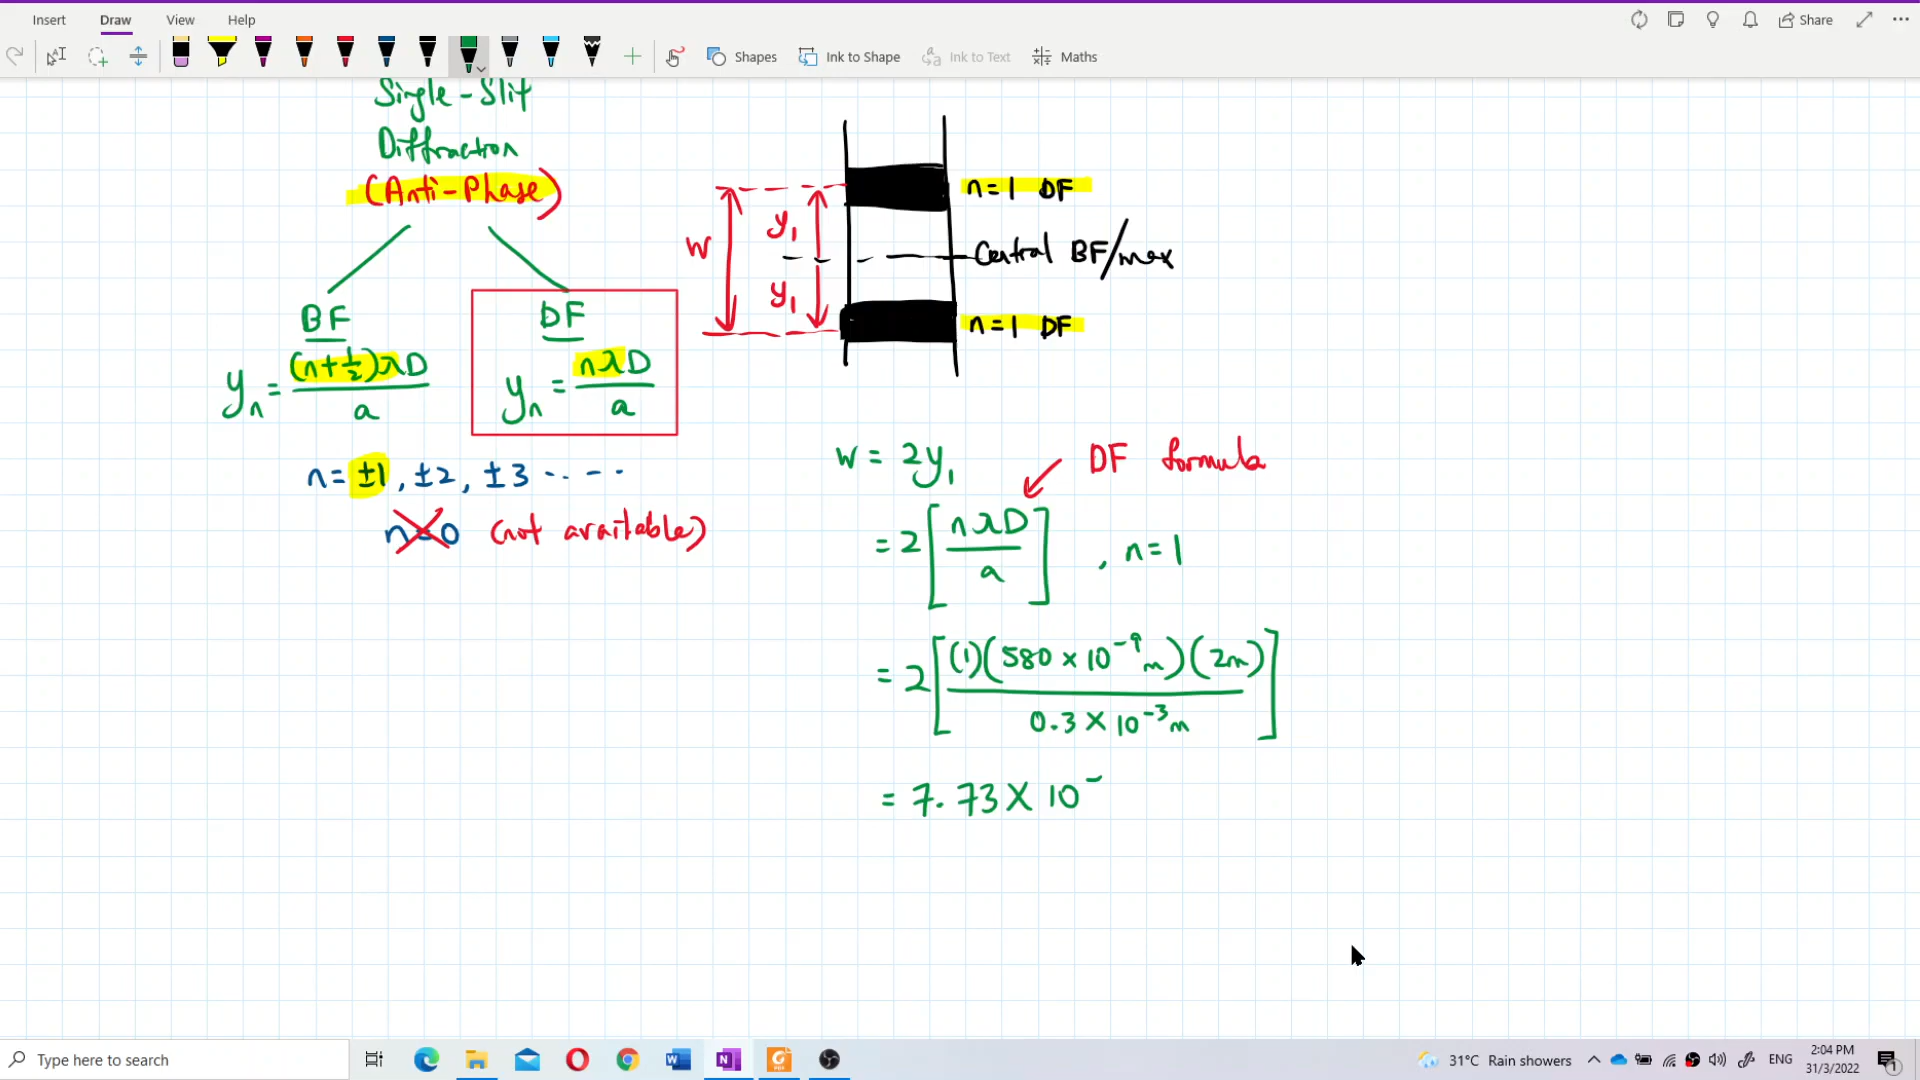 Insert Draw View Help
Share
Shapes Ink to Shape Ink to Text Maths
Single-Slit
Diffraction
(Anti-Phase)
BF
yₙ = (n+½)λD / a
DF
yₙ = nλD / a
n = ±1, ±2, ±3 .. -- ..
n=0 (not available)
n=1 DF
W
y₁
Central BF/max
y₁
n=1 DF
W = 2y₁
DF formula
= 2[nλD / a], n=1
= 2[(1)(580 × 10⁻⁹ m)(2m) / 0.3 × 10⁻³ m]
= 7.73 × 10⁻
Type here to search
31°C Rain showers
ENG
2:04 PM
31/3/2022
1